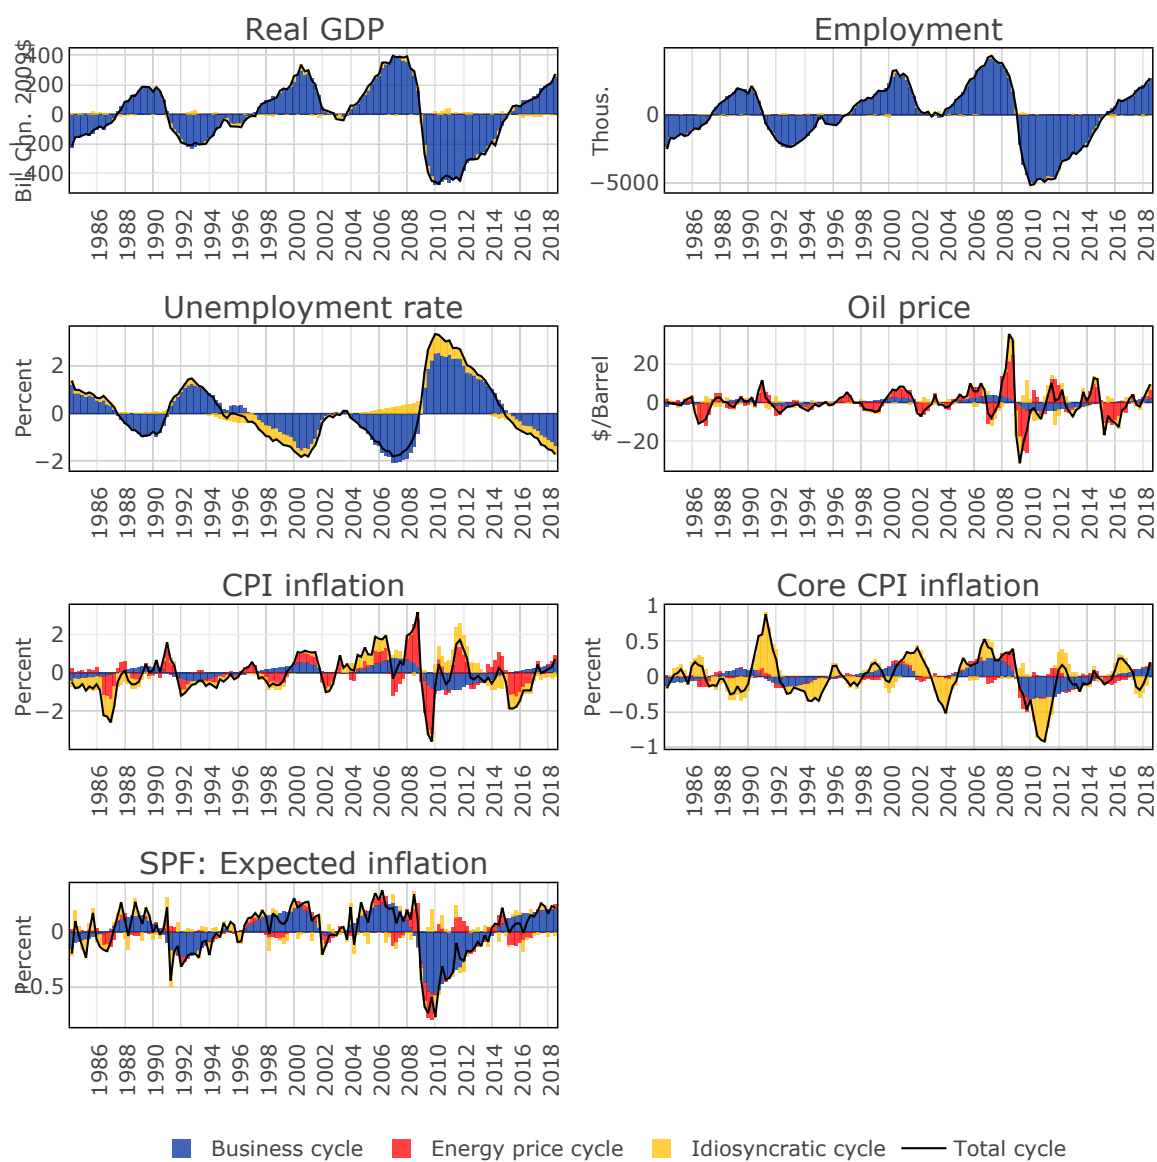 Real GDP
Employment
Bil. Chn. 2009$
400
200
0
−200
−400
Thous.
0
−5000
1986 1988 1990 1992 1994 1996 1998 2000 2002 2004 2006 2008 2010 2012 2014 2016 2018
1986 1988 1990 1992 1994 1996 1998 2000 2002 2004 2006 2008 2010 2012 2014 2016 2018
Unemployment rate
Oil price
Percent
2
0
−2
$/Barrel
20
0
−20
1986 1988 1990 1992 1994 1996 1998 2000 2002 2004 2006 2008 2010 2012 2014 2016 2018
1986 1988 1990 1992 1994 1996 1998 2000 2002 2004 2006 2008 2010 2012 2014 2016 2018
CPI inflation
Core CPI inflation
Percent
2
0
−2
Percent
1
0.5
0
−0.5
−1
1986 1988 1990 1992 1994 1996 1998 2000 2002 2004 2006 2008 2010 2012 2014 2016 2018
1986 1988 1990 1992 1994 1996 1998 2000 2002 2004 2006 2008 2010 2012 2014 2016 2018
SPF: Expected inflation
Percent
0
−0.5
1986 1988 1990 1992 1994 1996 1998 2000 2002 2004 2006 2008 2010 2012 2014 2016 2018
Business cycle Energy price cycle Idiosyncratic cycle Total cycle